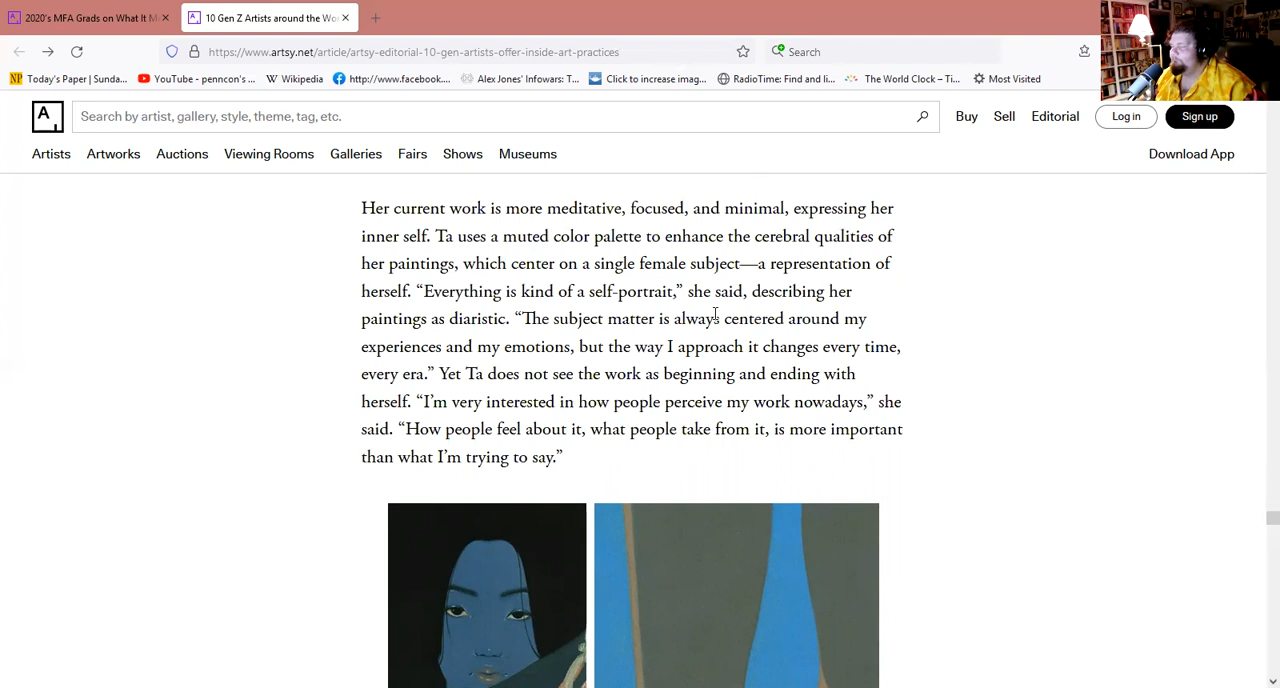 2020's MFA Grads on What It M
10 Gen Z Artists around the Wo
https://www.artsy.net/article/artsy-editorial-10-gen-artists-offer-inside-art-practices
Search
Today's Paper | Sunda...
YouTube - penncon's ...
Wikipedia
http://www.facebook....
Alex Jones' Infowars: T...
Click to increase imag...
RadioTime: Find and li...
The World Clock – Ti...
Most Visited
A
Search by artist, gallery, style, theme, tag, etc.
Buy
Sell
Editorial
Log in
Sign up
Artists
Artworks
Auctions
Viewing Rooms
Galleries
Fairs
Shows
Museums
Download App
Her current work is more meditative, focused, and minimal, expressing her
inner self. Ta uses a muted color palette to enhance the cerebral qualities of
her paintings, which center on a single female subject—a representation of
herself. “Everything is kind of a self-portrait,” she said, describing her
paintings as diaristic. “The subject matter is always centered around my
experiences and my emotions, but the way I approach it changes every time,
every era.” Yet Ta does not see the work as beginning and ending with
herself. “I’m very interested in how people perceive my work nowadays,” she
said. “How people feel about it, what people take from it, is more important
than what I’m trying to say.”